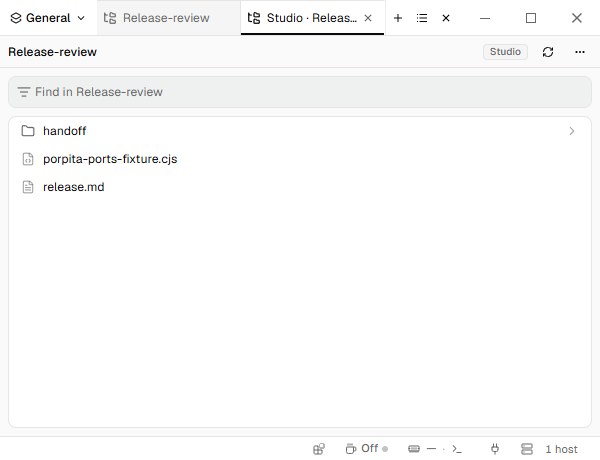 General
Release-review
Studio · Releas...
Release-review
Studio
Find in Release-review
handoff
porpita-ports-fixture.cjs
release.md
Off
1 host